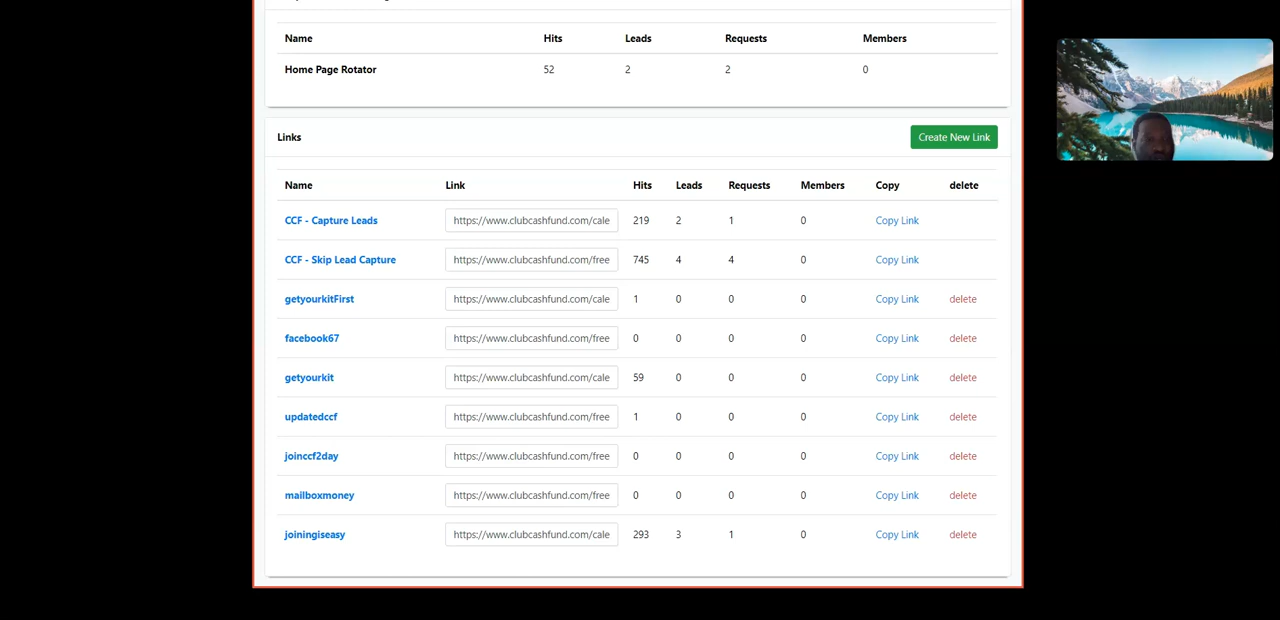 Name Hits Leads Requests Members
Home Page Rotator 52 2 2 0
Links Create New Link
Name Link Hits Leads Requests Members Copy delete
CCF - Capture Leads https://www.clubcashfund.com/cale 219 2 1 0 Copy Link
CCF - Skip Lead Capture https://www.clubcashfund.com/free 745 4 4 0 Copy Link
getyourkitFirst https://www.clubcashfund.com/cale 1 0 0 0 Copy Link delete
facebook67 https://www.clubcashfund.com/free 0 0 0 0 Copy Link delete
getyourkit https://www.clubcashfund.com/cale 59 0 0 0 Copy Link delete
updatedccf https://www.clubcashfund.com/free 1 0 0 0 Copy Link delete
joinccf2day https://www.clubcashfund.com/free 0 0 0 0 Copy Link delete
mailboxmoney https://www.clubcashfund.com/free 0 0 0 0 Copy Link delete
joiningiseasy https://www.clubcashfund.com/cale 293 3 1 0 Copy Link delete